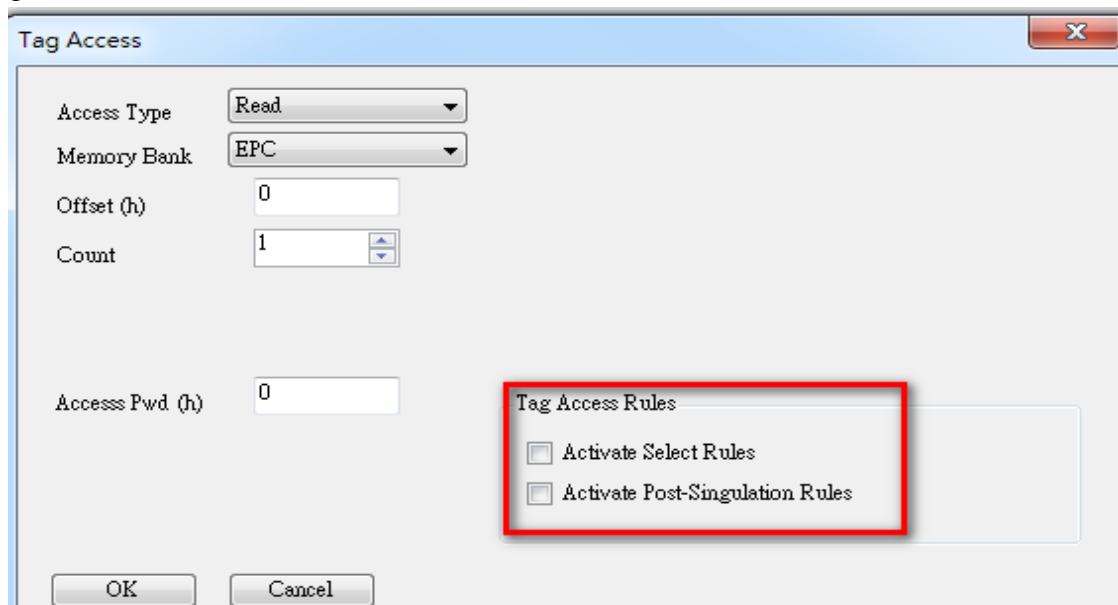 Tag Access
Access Type Read
Memory Bank EPC
Offset (h) 0
Count 1
Accesss Pwd (h) 0
Tag Access Rules
Activate Select Rules
Activate Post-Singulation Rules
OK Cancel